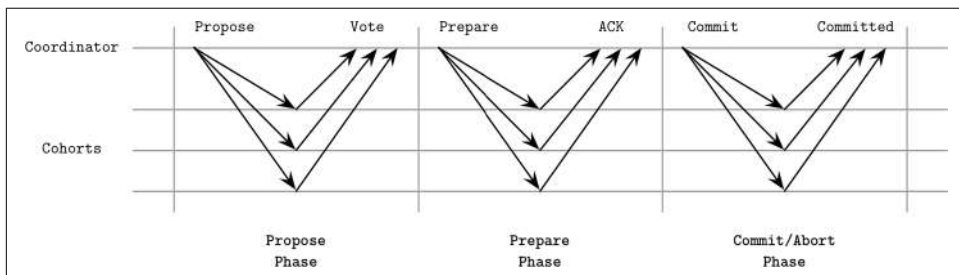 Propose Vote Prepare ACK Commit Committed
Coordinator
Cohorts
Propose Prepare Commit/Abort
Phase Phase Phase